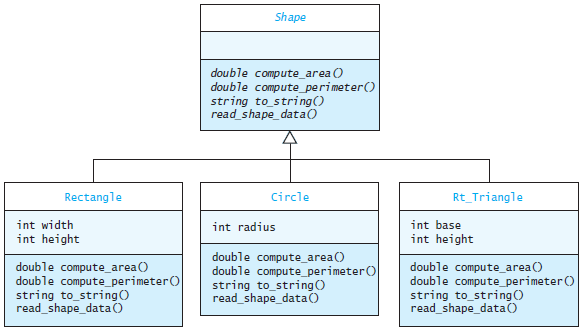 Shape
double compute_area()
double compute_perimeter()
string to_string()
read_shape_data()
Rectangle
int width
int height
double compute_area()
double compute_perimeter()
string to_string()
read_shape_data()
Circle
int radius
double compute_area()
double compute_perimeter()
string to_string()
read_shape_data()
Rt_Triangle
int base
int height
double compute_area()
double compute_perimeter()
string to_string()
read_shape_data()